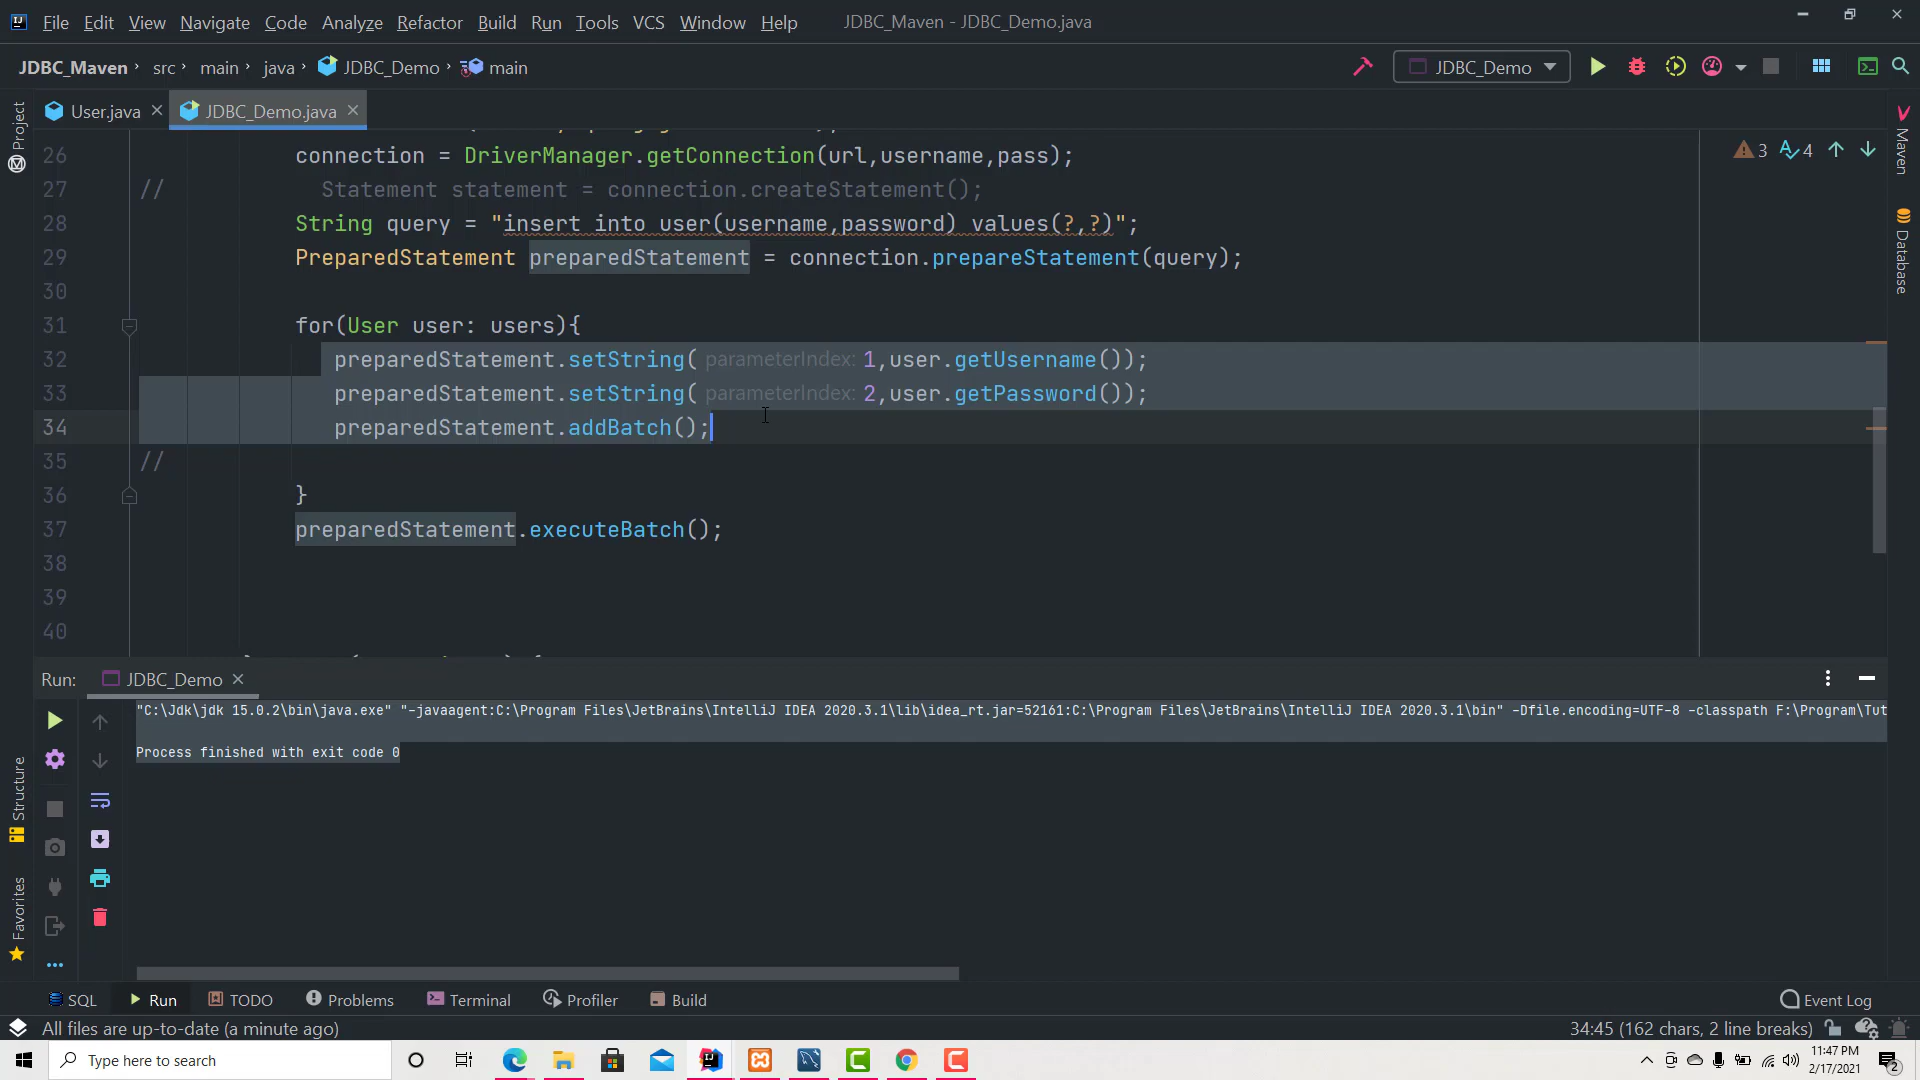 File Edit View Navigate Code Analyze Refactor Build Run Tools VCS Window Help JDBC_Maven - JDBC_Demo.java
JDBC_Maven src main java JDBC_Demo main JDBC_Demo
User.java JDBC_Demo.java
26 connection = DriverManager.getConnection(url,username,pass);
3 4
27 // Statement statement = connection.createStatement();
28 String query = "insert into user(username,password) values(?,?)";
29 PreparedStatement preparedStatement = connection.prepareStatement(query);
30
31 for(User user: users){
32 preparedStatement.setString( parameterIndex: 1,user.getUsername());
33 preparedStatement.setString( parameterIndex: 2,user.getPassword());
34 preparedStatement.addBatch();
35 //
36 }
37 preparedStatement.executeBatch();
38
39
40
Project
Structure
Favorites
Maven
Database
Run: JDBC_Demo
"C:\Jdk\jdk 15.0.2\bin\java.exe" "-javaagent:C:\Program Files\JetBrains\IntelliJ IDEA 2020.3.1\lib\idea_rt.jar=52161:C:\Program Files\JetBrains\IntelliJ IDEA 2020.3.1\bin" -Dfile.encoding=UTF-8 -classpath F:\Program\Tut
Process finished with exit code 0
SQL Run TODO Problems Terminal Profiler Build Event Log
All files are up-to-date (a minute ago) 34:45 (162 chars, 2 line breaks)
Type here to search
11:47 PM
2/17/2021
2